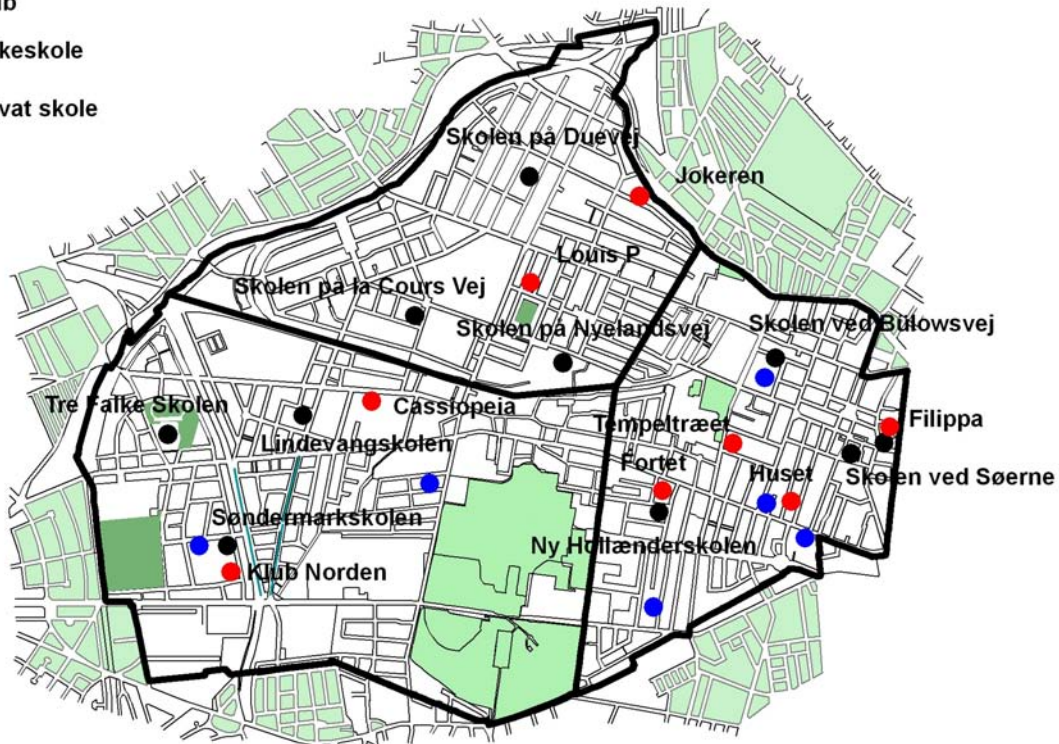 keskole
vat skole
Skolen på Duevej
Jokeren
Louis P
Skolen på la Cours Vej
Skolen på Nyelandsvej
Skolen ved Bülowsvej
Tre Falke Skolen
Cassiopeia
Lindevangskolen
Tempeltræet
Filippa
Fortet
Huset
Skolen ved Søerne
Søndermarkskolen
Ny Hollænderskolen
Klub Norden